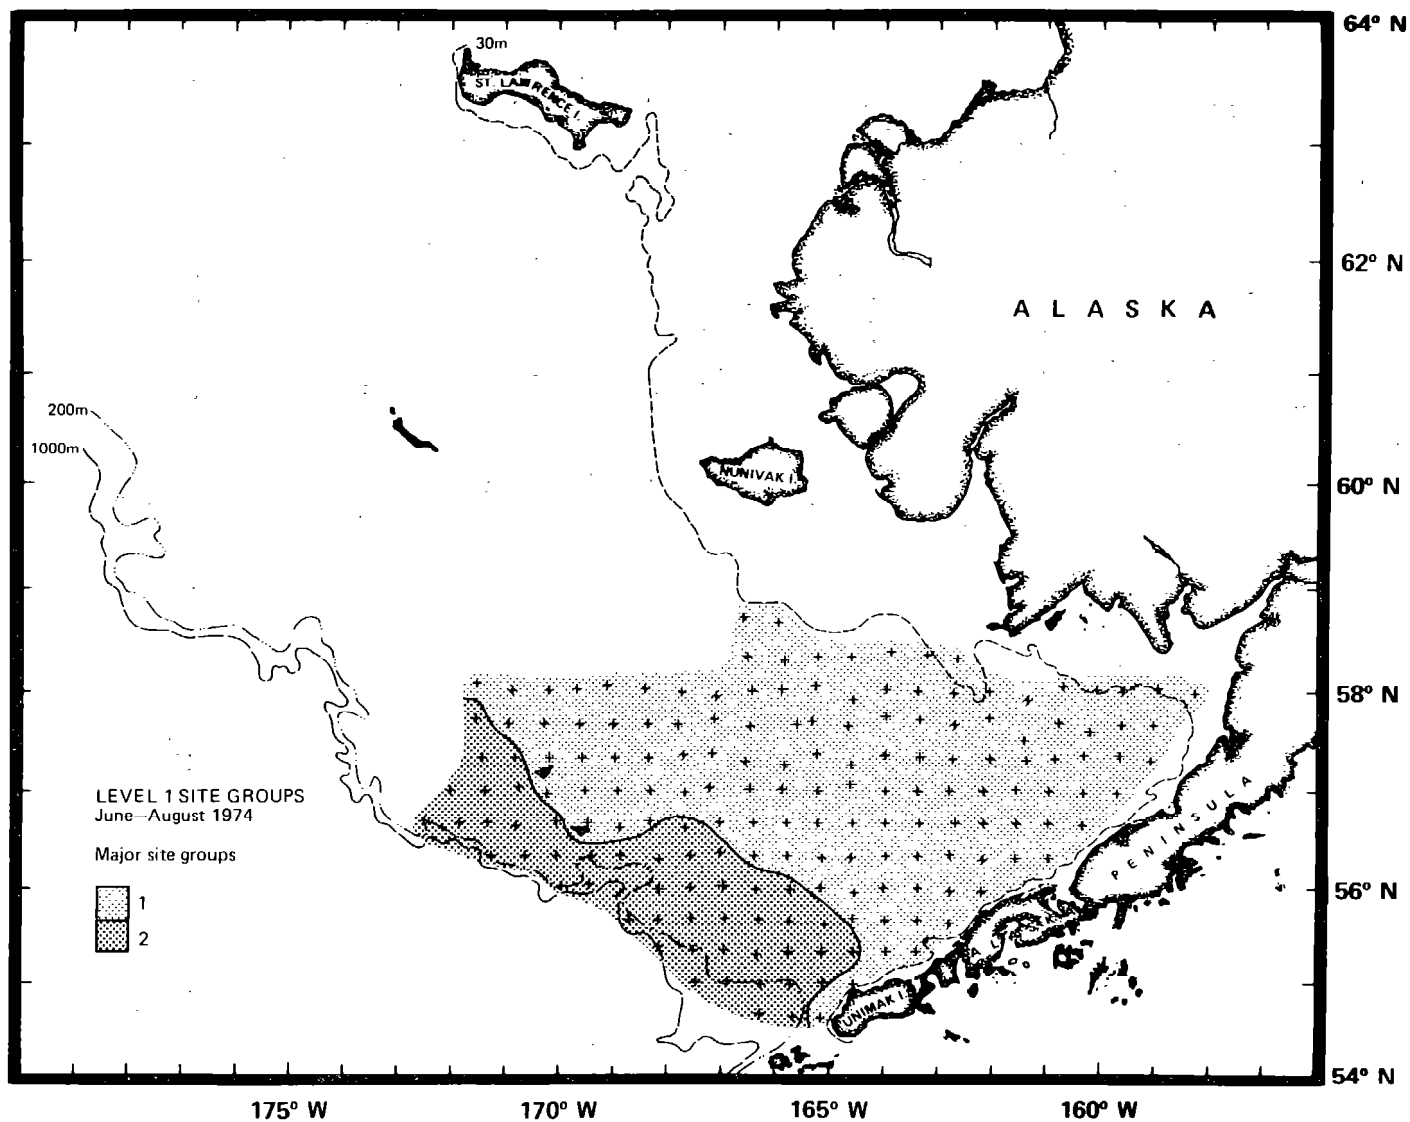 64° N
30m
ST. LAWRENCE I.
62° N
ALASKA
200m
1000m
NUNIVAK I.
60° N
58° N
LEVEL 1 SITE GROUPS
June—August 1974
Major site groups
1
2
56° N
ALASKA PENINSULA
UNIMAK I.
54° N
175° W
170° W
165° W
160° W